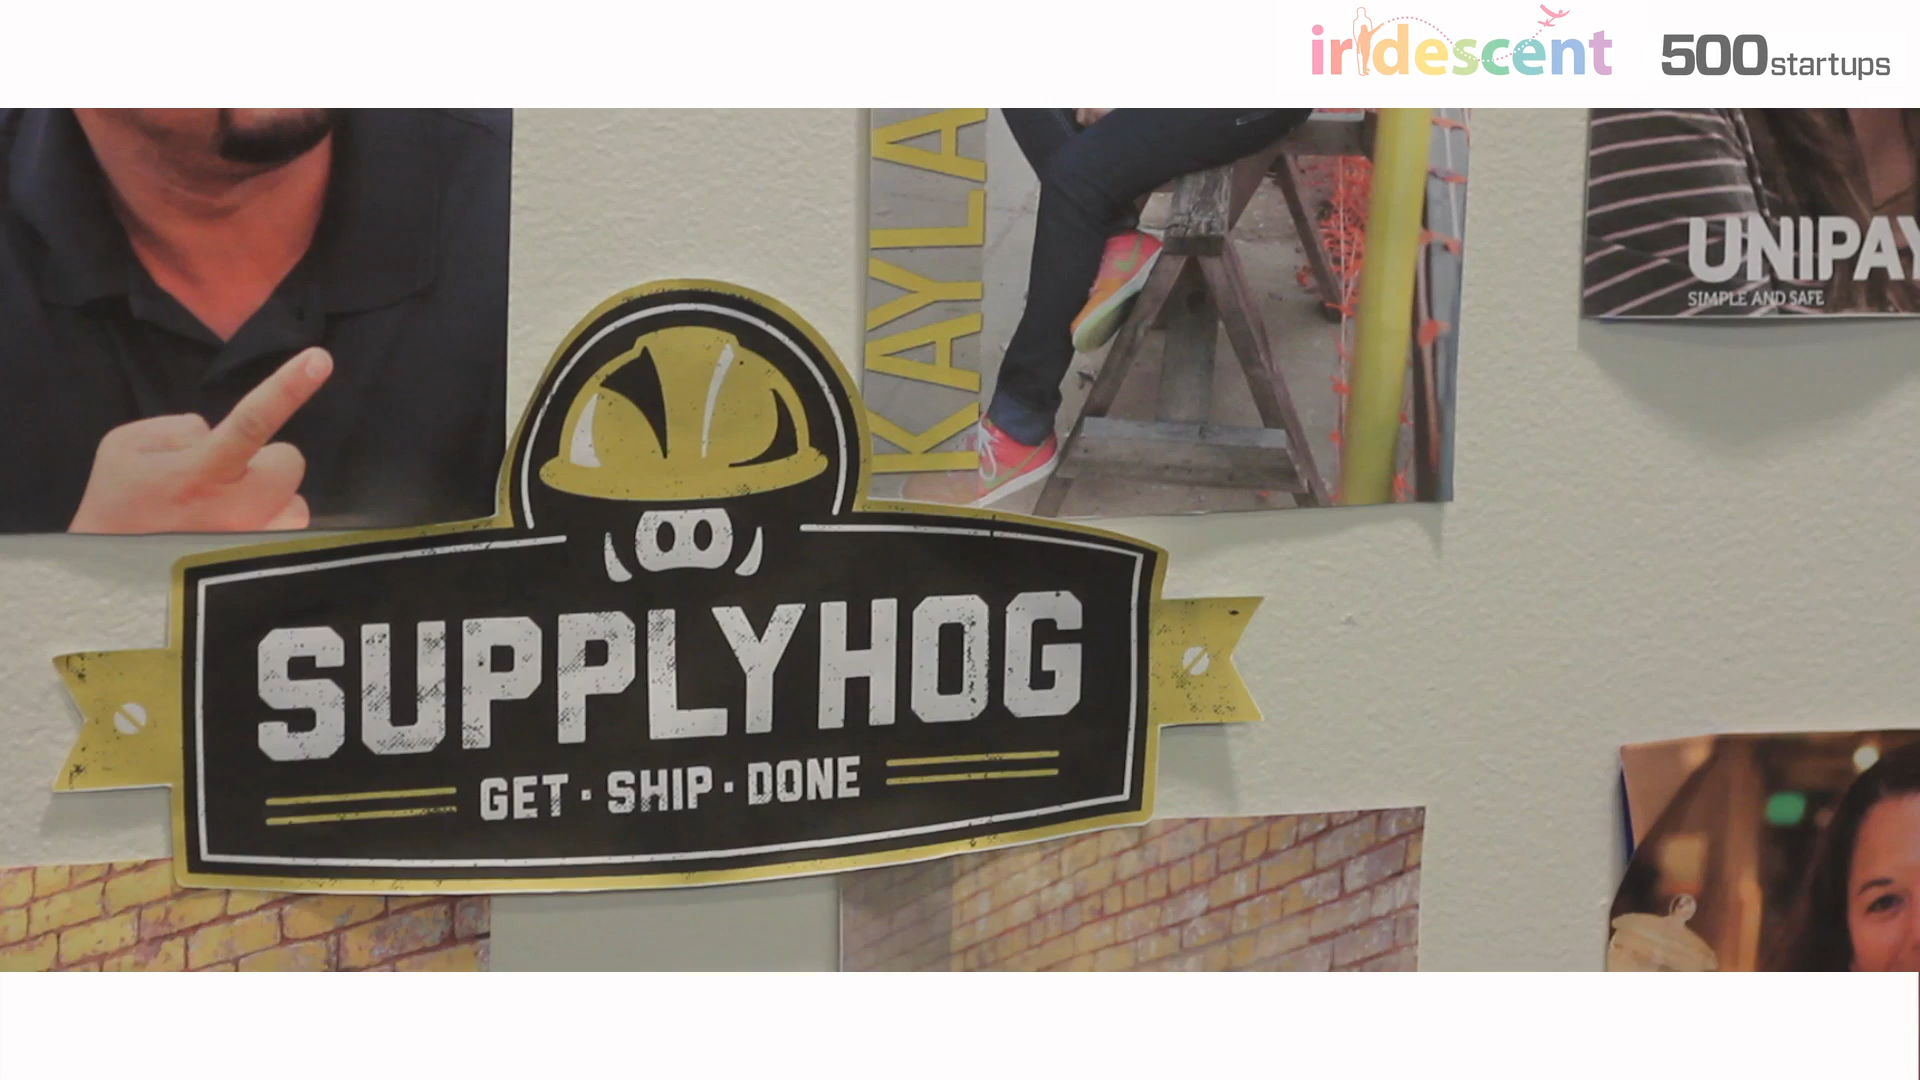 iridescent
500startups
KAYLA
UNIPAY
SIMPLE AND SAFE
SUPPLYHOG
GET · SHIP · DONE